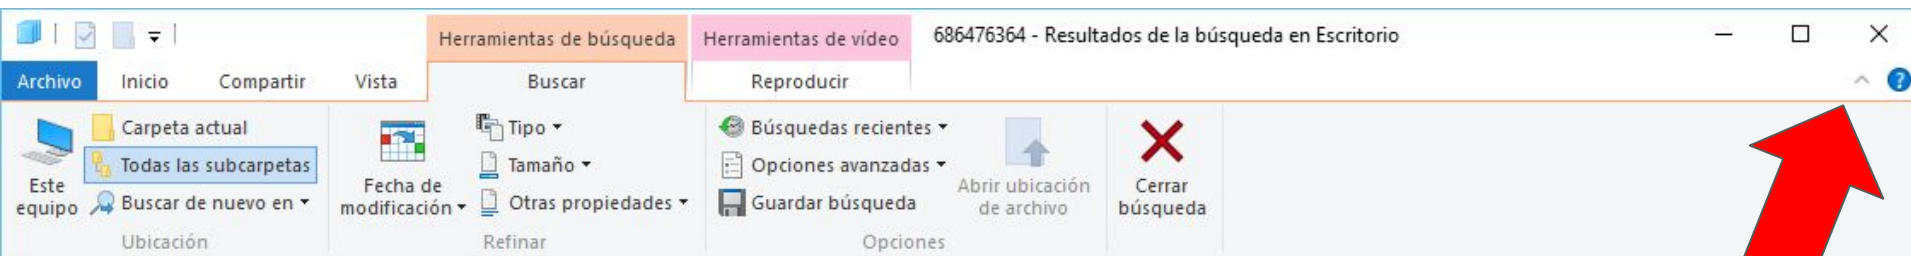 Herramientas de búsqueda
Herramientas de vídeo
686476364 - Resultados de la búsqueda en Escritorio
Archivo
Inicio
Compartir
Vista
Buscar
Reproducir
?
Este
equipo
Carpeta actual
Todas las subcarpetas
Buscar de nuevo en
Ubicación
Fecha de
modificación
Tipo
Tamaño
Otras propiedades
Refinar
Búsquedas recientes
Opciones avanzadas
Guardar búsqueda
Abrir ubicación
de archivo
Opciones
Cerrar
búsqueda